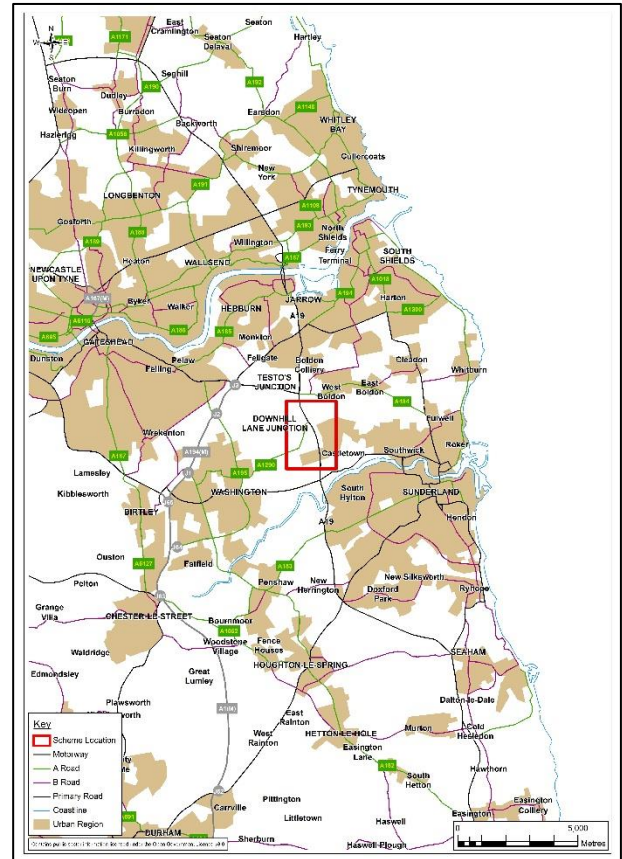 East Cramlington
Seaton
Hartley
N
S
A1171
Seaton Delaval
Seaton Burn
Seghill
A190
A192
Dudley
Wideopen
Burradon
Earsdon
A1148
Backworth
WHITLEY BAY
Hazlerigg
A1056
Killingworth
Shiremoor
Cullercoats
New York
A191
TYNEMOUTH
LONGBENTON
A1108
Gosforth
North Shields
A193
A188
Willington
Ferry Terminal
A189
WALLSEND
A187
SOUTH SHIELDS
Heaton
NEWCASTLE UPON TYNE
A1018
A194
JARROW
Harton
A167(M)
Byker
Walker
HEPBURN
A19
A1300
A186
A185
A695
GATESHEAD
Monkton
Cleadon
Dunston
Pelaw
Fellgate
Boldon Colliery
Whitburn
Felling
TESTO'S JUNCTION
West Boldon
East Boldon
A184
J2
DOWNHILL LANE JUNCTION
Fulwell
Wrekenton
A194(M)
Roker
Castletown
Southwick
A167
A1290
Lamesley
J1
A195
WASHINGTON
South Hylton
SUNDERLAND
Kibblesworth
BIRTLEY
Hendon
A19
Ouston
Fatfield
A183
A6127
Penshaw
New Herrington
New Silksworth
Pelton
Doxford Park
Ryhope
J63
Grange Villa
CHESTER-LE-STREET
Bournmoor
A1052
Woodstone Village
Fence Houses
Waldridge
SEAHAM
HOUGHTON-LE-SPRING
Edmondsley
Great Lumley
Dalton-le-Dale
Plawsworth
East Rainton
A1(M)
Murton
Cold Hesledon
West Rainton
HETTON-LE-HOLE
Easington Lane
Hawthorn
A182
South Hetton
Pittington
Carrville
Easington Colliery
Littletown
Haswell
Easington
A691
DURHAM
Sherburn
Haswell Plough
Key
Scheme Location
Motorway
A Road
B Road
Primary Road
Coastline
Urban Region
0
5,000
Metres